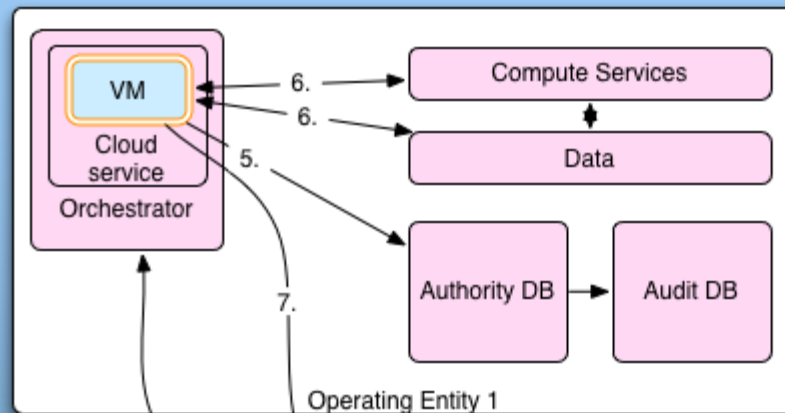 VM
Cloud
service
Orchestrator
6.
6.
5.
7.
Compute Services
Data
Authority DB
Audit DB
Operating Entity 1